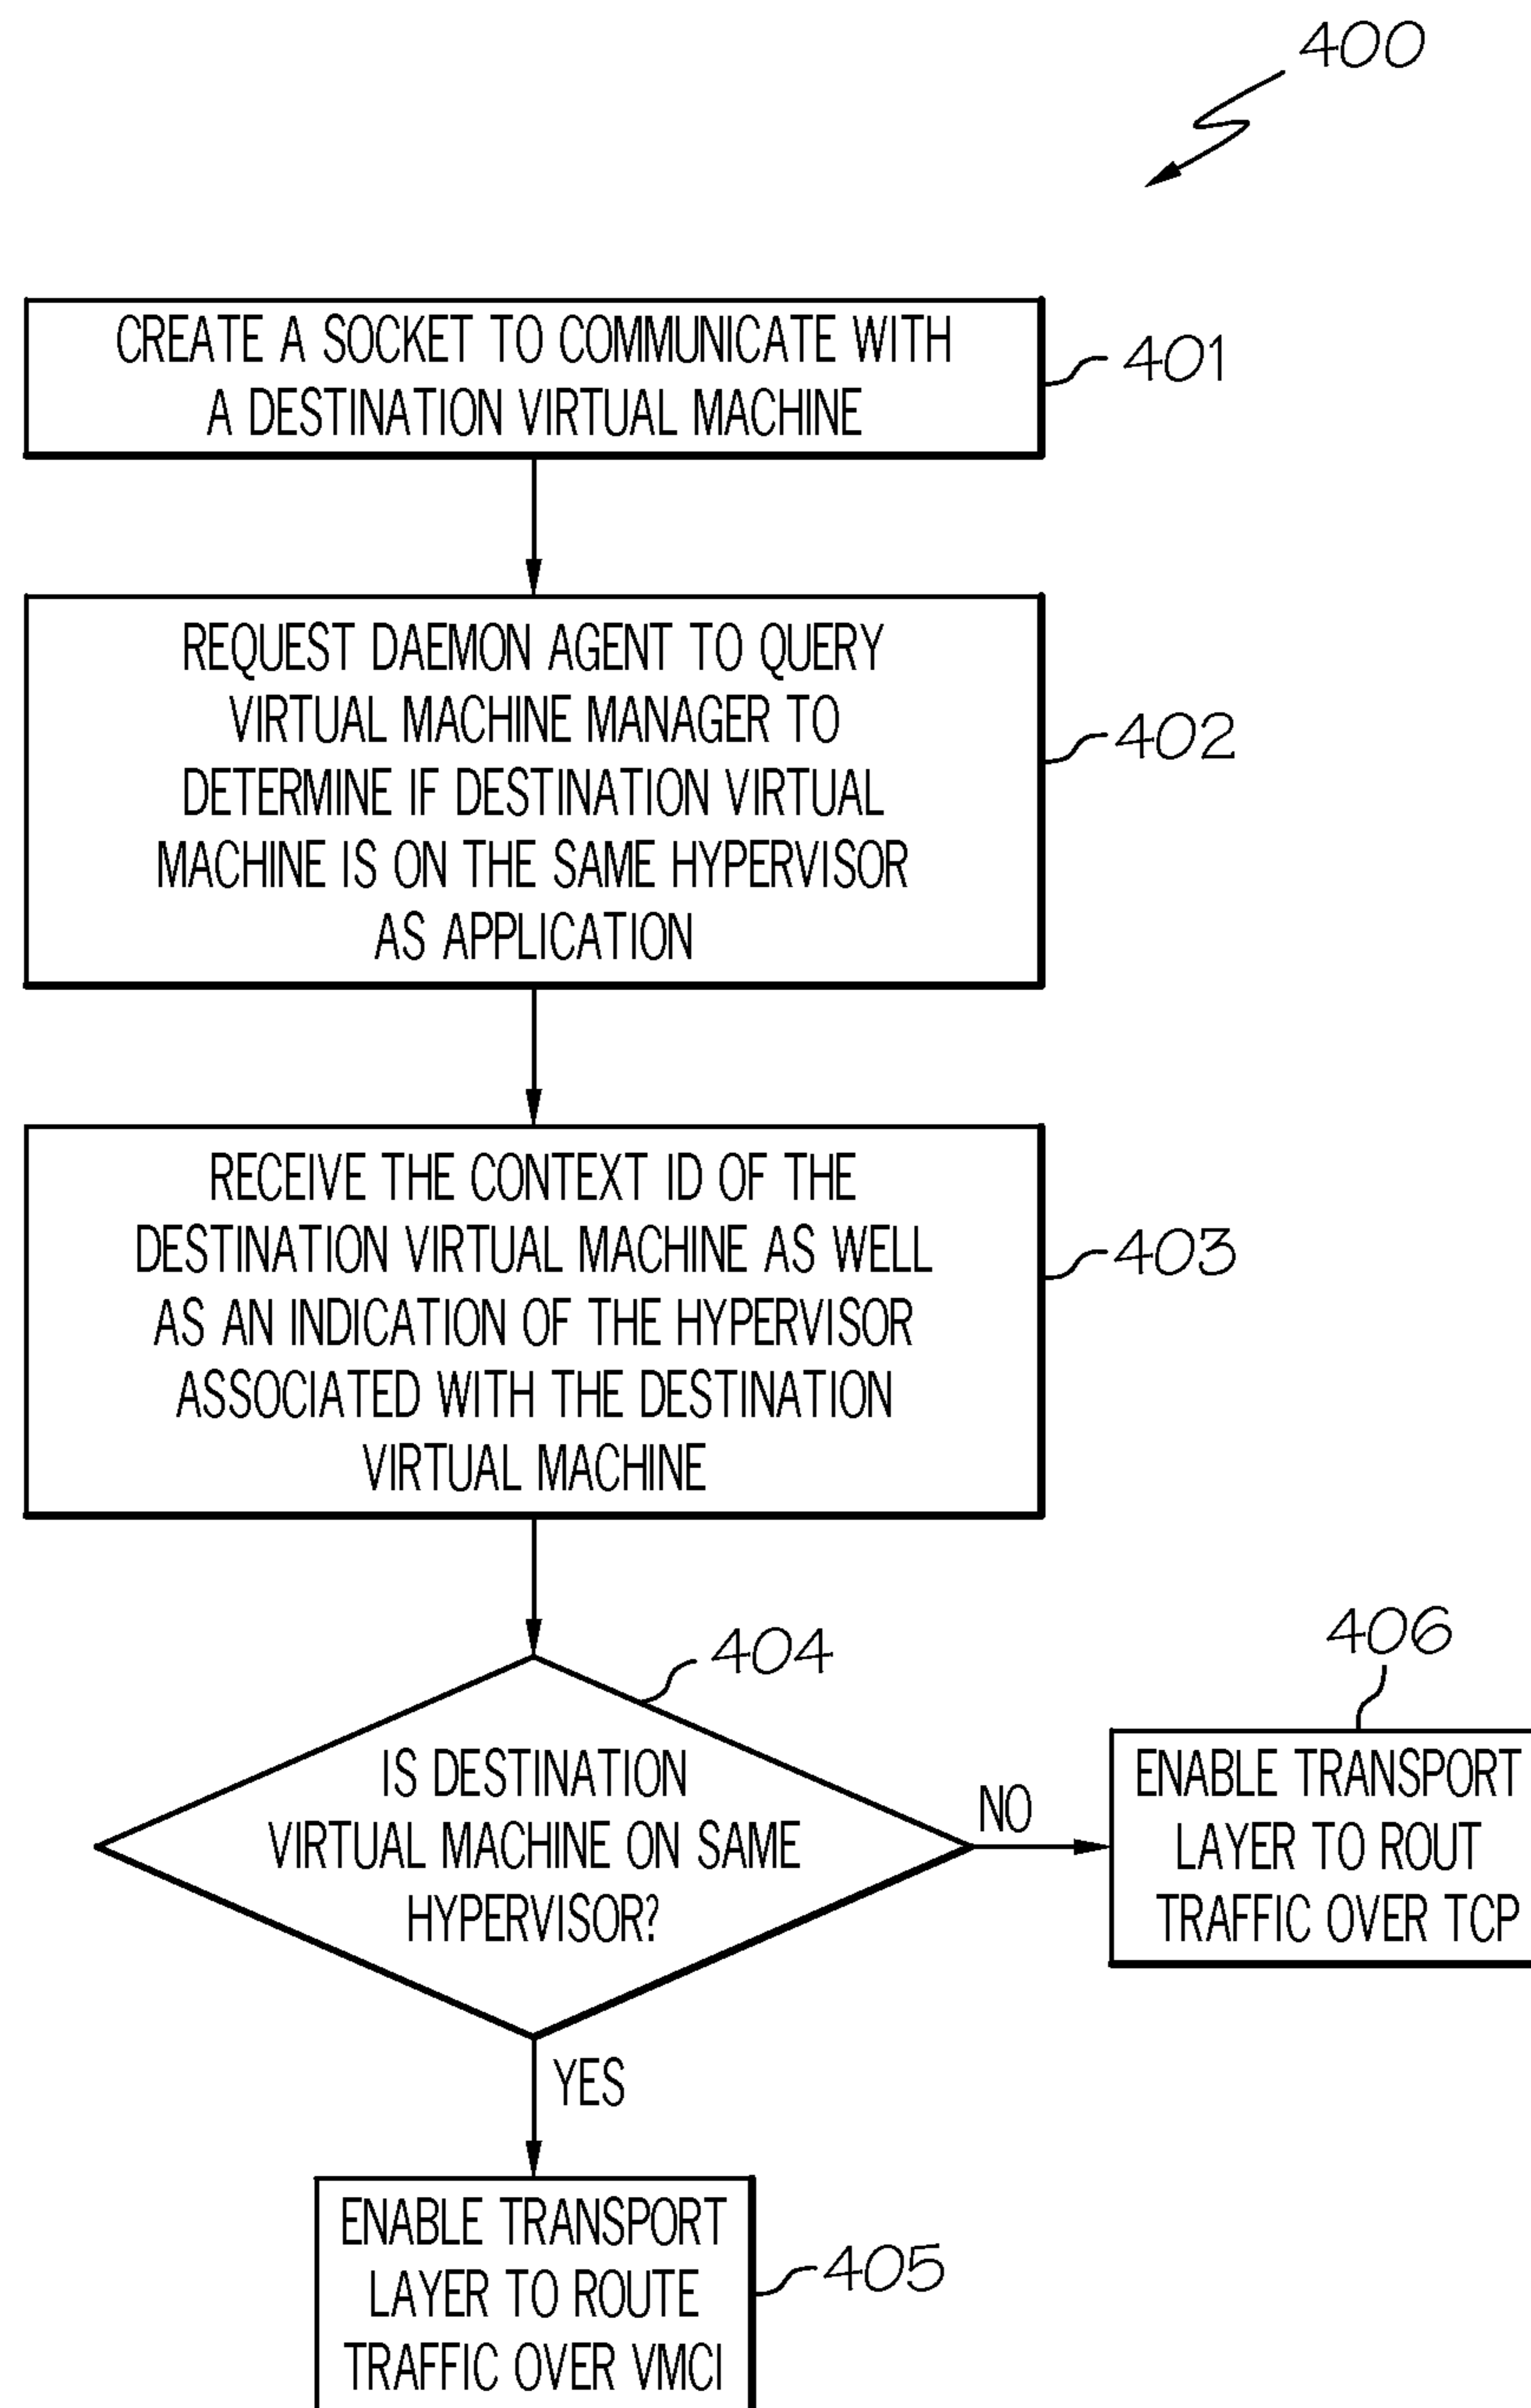 400
CREATE A SOCKET TO COMMUNICATE WITH
A DESTINATION VIRTUAL MACHINE
401
REQUEST DAEMON AGENT TO QUERY
VIRTUAL MACHINE MANAGER TO
DETERMINE IF DESTINATION VIRTUAL
MACHINE IS ON THE SAME HYPERVISOR
AS APPLICATION
402
RECEIVE THE CONTEXT ID OF THE
DESTINATION VIRTUAL MACHINE AS WELL
AS AN INDICATION OF THE HYPERVISOR
ASSOCIATED WITH THE DESTINATION
VIRTUAL MACHINE
403
404
IS DESTINATION
VIRTUAL MACHINE ON SAME
HYPERVISOR?
NO
406
ENABLE TRANSPORT
LAYER TO ROUT
TRAFFIC OVER TCP
YES
ENABLE TRANSPORT
LAYER TO ROUTE
TRAFFIC OVER VMCI
405